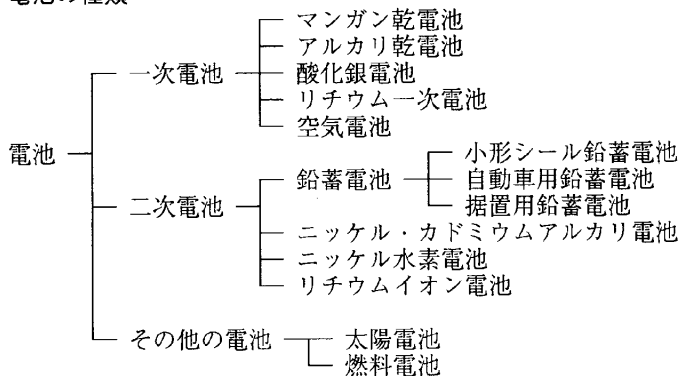 マンガン乾電池
アルカリ乾電池
一次電池
酸化銀電池
リチウム一次電池
空気電池
電池
小形シール鉛蓄電池
鉛蓄電池
自動車用鉛蓄電池
二次電池
据置用鉛蓄電池
ニッケル・カドミウムアルカリ電池
ニッケル水素電池
リチウムイオン電池
その他の電池
太陽電池
燃料電池